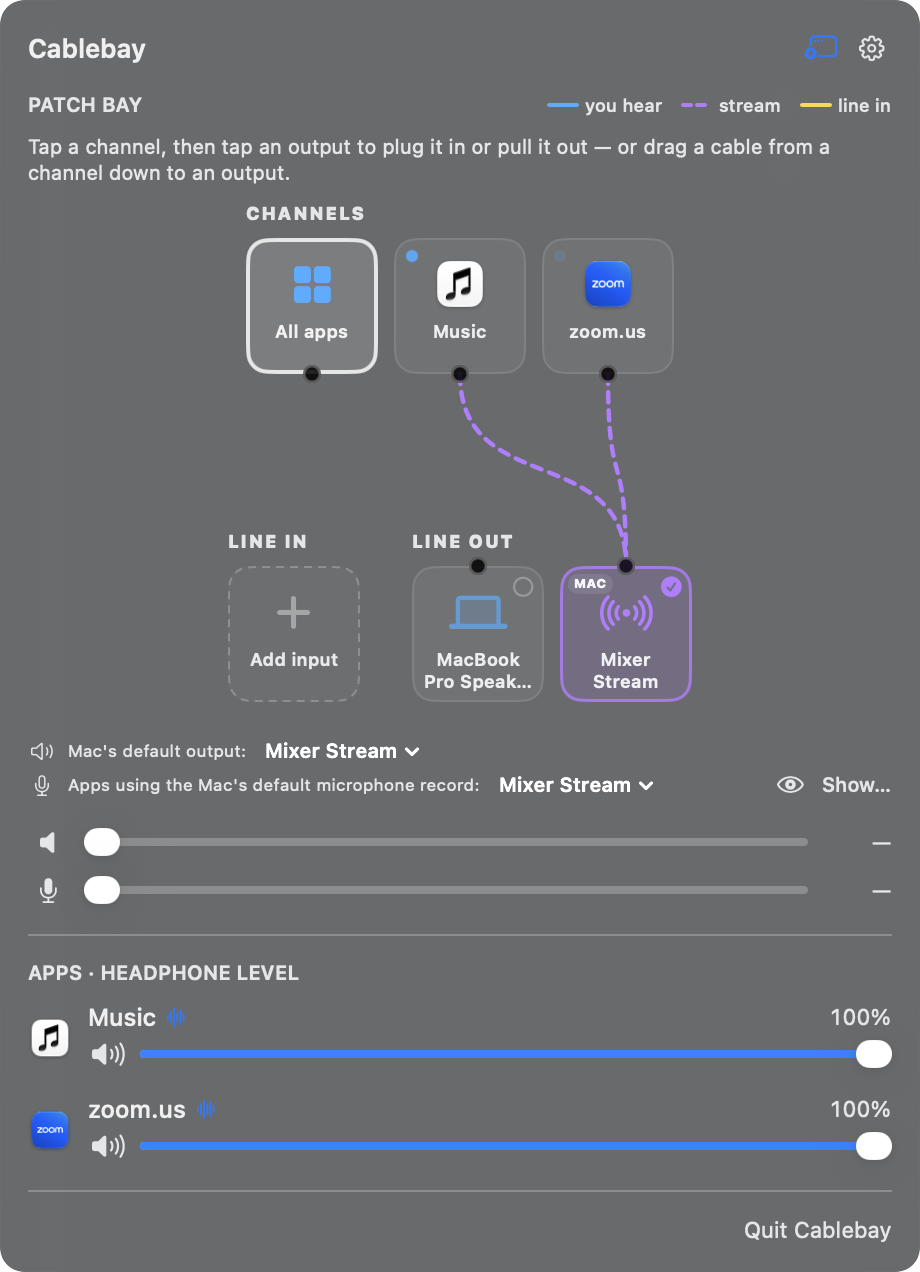 Cablebay
PATCH BAY
you hear
stream
line in
Tap a channel, then tap an output to plug it in or pull it out — or drag a cable from a
channel down to an output.
CHANNELS
All apps
Music
zoom
zoom.us
LINE IN
LINE OUT
Add input
MacBook
Pro Speak...
MAC
Mixer
Stream
Mac's default output: Mixer Stream
Apps using the Mac's default microphone record: Mixer Stream
Show...
—
—
APPS · HEADPHONE LEVEL
Music
100%
zoom
zoom.us
100%
Quit Cablebay